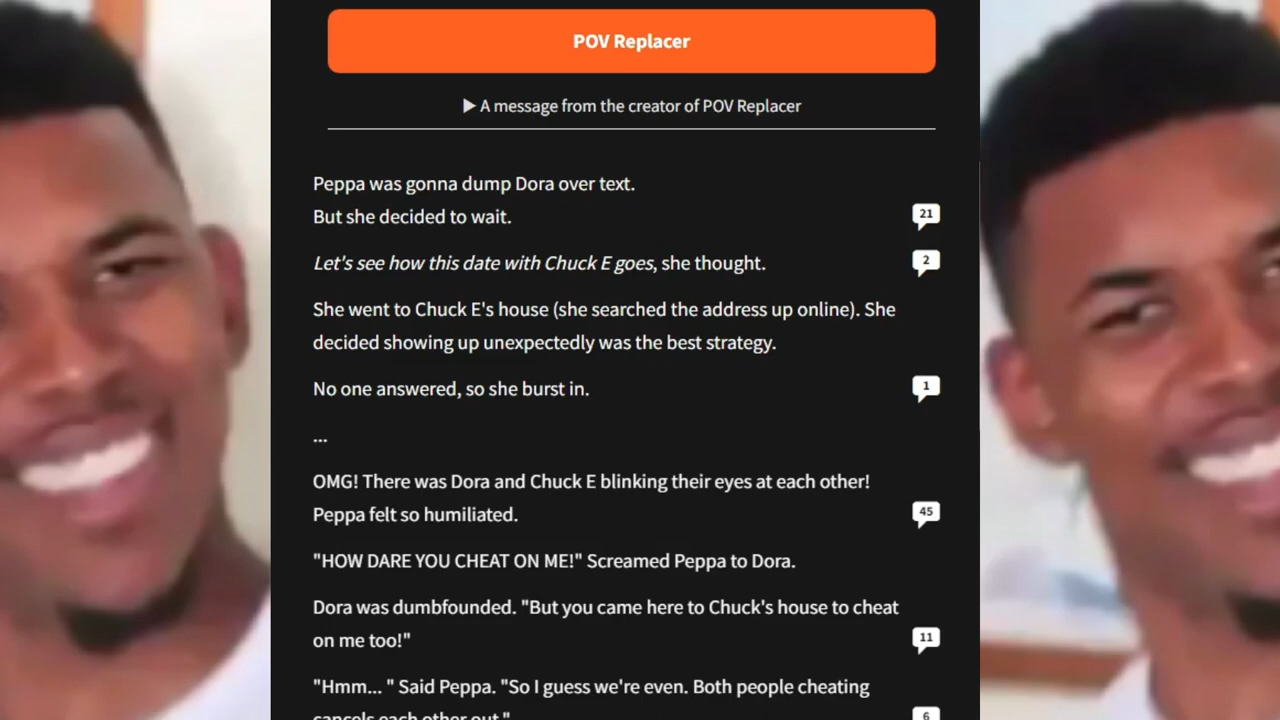 POV Replacer
▶ A message from the creator of POV Replacer
Peppa was gonna dump Dora over text.
But she decided to wait.
21
Let's see how this date with Chuck E goes, she thought.
2
She went to Chuck E's house (she searched the address up online). She
decided showing up unexpectedly was the best strategy.
No one answered, so she burst in.
1
...
OMG! There was Dora and Chuck E blinking their eyes at each other!
Peppa felt so humiliated.
45
"HOW DARE YOU CHEAT ON ME!" Screamed Peppa to Dora.
Dora was dumbfounded. "But you came here to Chuck's house to cheat
on me too!"
11
"Hmm... " Said Peppa. "So I guess we're even. Both people cheating
cancels each other out."
6